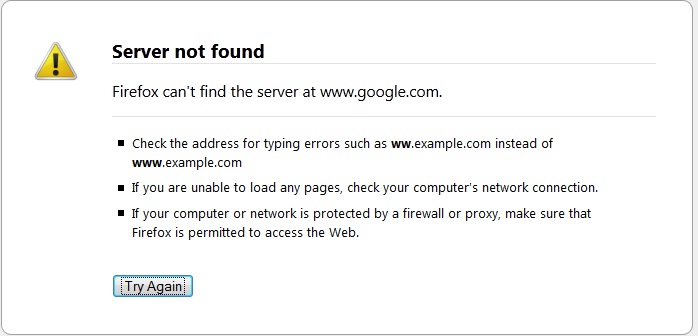 Server not found
Firefox can't find the server at www.google.com.
Check the address for typing errors such as ww.example.com instead of
www.example.com
If you are unable to load any pages, check your computer's network connection.
If your computer or network is protected by a firewall or proxy, make sure that
Firefox is permitted to access the Web.
Try Again